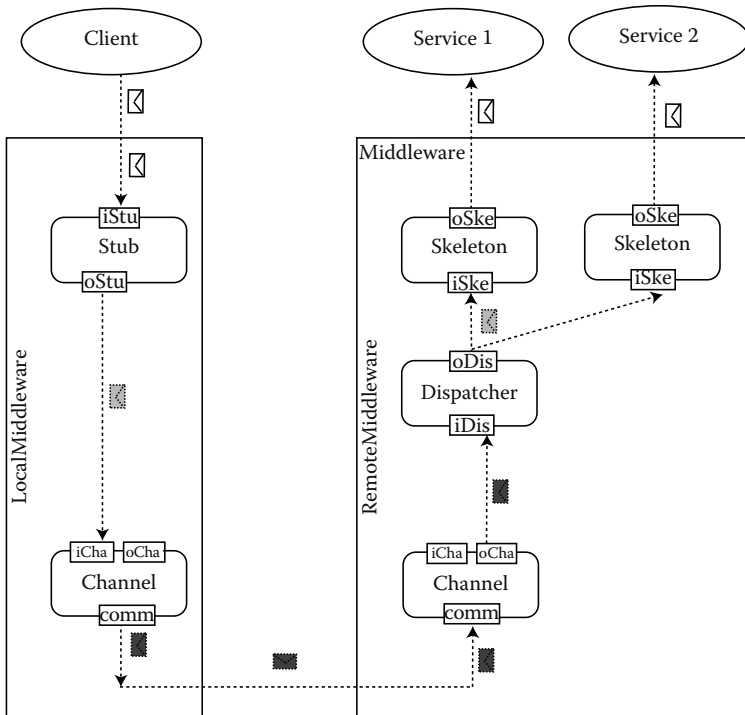 Client
Service 1
Service 2
Middleware
iStu
Stub
oStu
oSke
Skeleton
iSke
oSke
Skeleton
iSke
oDis
Dispatcher
iDis
LocalMiddleware
RemoteMiddleware
iCha
oCha
Channel
comm
iCha
oCha
Channel
comm